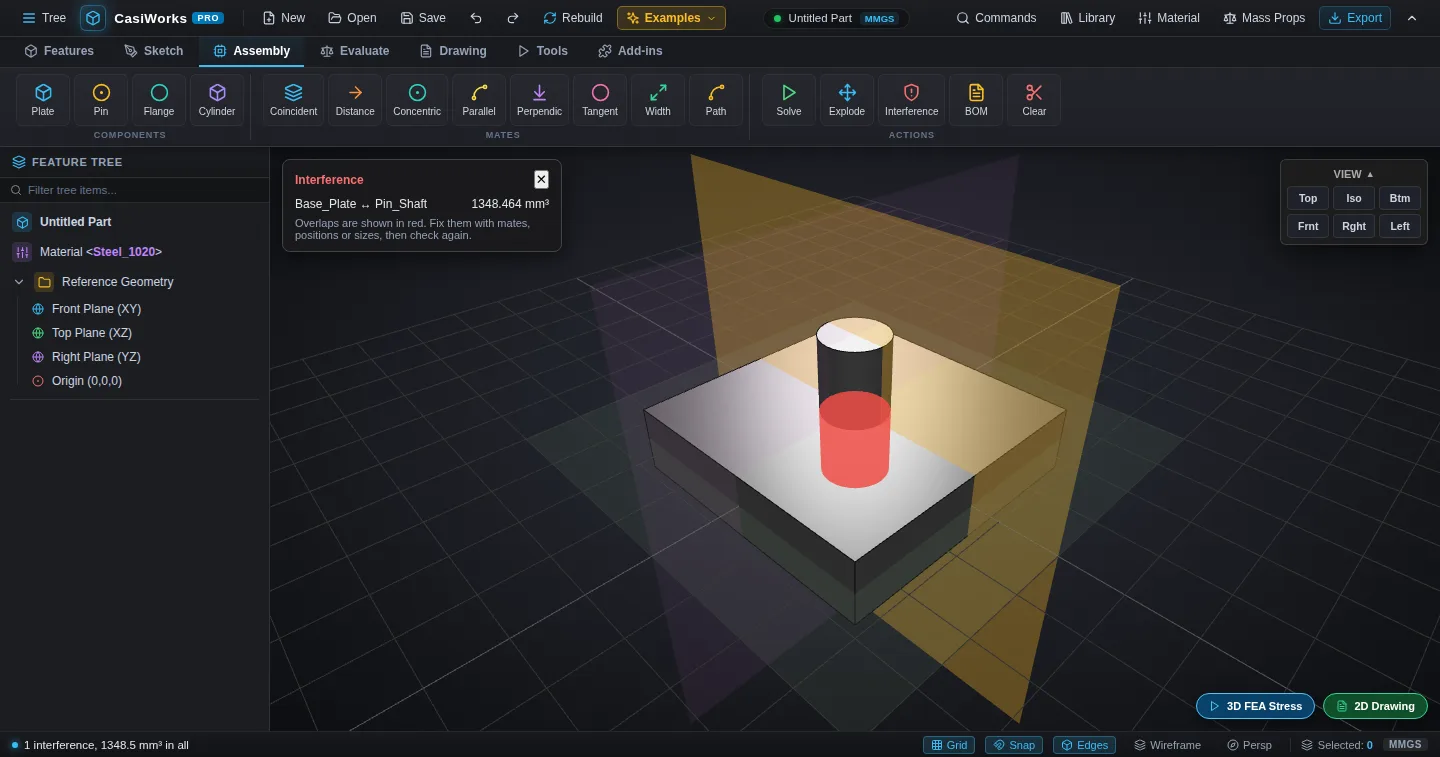 Tree
CasiWorks PRO
New
Open
Save
Rebuild
Examples
Untitled Part MMGS
Commands
Library
Material
Mass Props
Export
Features
Sketch
Assembly
Evaluate
Drawing
Tools
Add-ins
Plate
Pin
Flange
Cylinder
COMPONENTS
Coincident
Distance
Concentric
Parallel
Perpendic
Tangent
Width
Path
MATES
Solve
Explode
Interference
BOM
Clear
ACTIONS
FEATURE TREE
Filter tree items...
Untitled Part
Material <Steel_1020>
Reference Geometry
Front Plane (XY)
Top Plane (XZ)
Right Plane (YZ)
Origin (0,0,0)
Interference ✕
Base_Plate ↔ Pin_Shaft 1348.464 mm³
Overlaps are shown in red. Fix them with mates,
positions or sizes, then check again.
VIEW ▲
Top Iso Btm
Frnt Rght Left
3D FEA Stress
2D Drawing
1 interference, 1348.5 mm³ in all
Grid
Snap
Edges
Wireframe
Persp
Selected: 0
MMGS